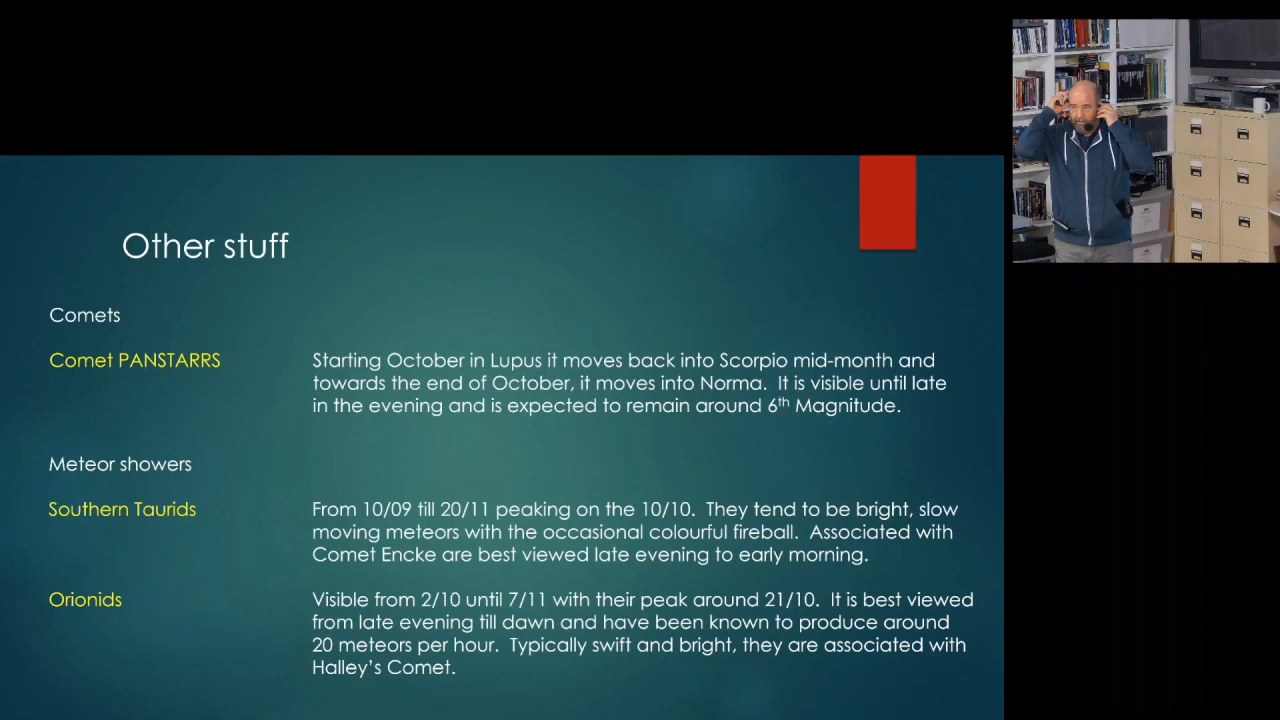 Other stuff
Comets
Comet PANSTARRS
Starting October in Lupus it moves back into Scorpio mid-month and
towards the end of October, it moves into Norma. It is visible until late
in the evening and is expected to remain around 6th Magnitude.
Meteor showers
Southern Taurids
From 10/09 till 20/11 peaking on the 10/10. They tend to be bright, slow
moving meteors with the occasional colourful fireball. Associated with
Comet Encke are best viewed late evening to early morning.
Orionids
Visible from 2/10 until 7/11 with their peak around 21/10. It is best viewed
from late evening till dawn and have been known to produce around
20 meteors per hour. Typically swift and bright, they are associated with
Halley's Comet.